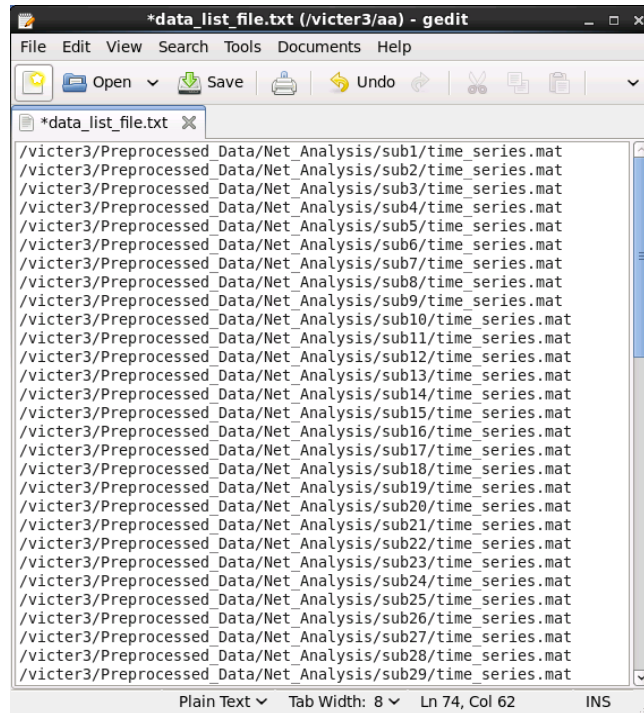 *data_list_file.txt (/victer3/aa) - gedit
File Edit View Search Tools Documents Help
Open Save Undo
*data_list_file.txt
/victer3/Preprocessed_Data/Net_Analysis/sub1/time_series.mat
/victer3/Preprocessed_Data/Net_Analysis/sub2/time_series.mat
/victer3/Preprocessed_Data/Net_Analysis/sub3/time_series.mat
/victer3/Preprocessed_Data/Net_Analysis/sub4/time_series.mat
/victer3/Preprocessed_Data/Net_Analysis/sub5/time_series.mat
/victer3/Preprocessed_Data/Net_Analysis/sub6/time_series.mat
/victer3/Preprocessed_Data/Net_Analysis/sub7/time_series.mat
/victer3/Preprocessed_Data/Net_Analysis/sub8/time_series.mat
/victer3/Preprocessed_Data/Net_Analysis/sub9/time_series.mat
/victer3/Preprocessed_Data/Net_Analysis/sub10/time_series.mat
/victer3/Preprocessed_Data/Net_Analysis/sub11/time_series.mat
/victer3/Preprocessed_Data/Net_Analysis/sub12/time_series.mat
/victer3/Preprocessed_Data/Net_Analysis/sub13/time_series.mat
/victer3/Preprocessed_Data/Net_Analysis/sub14/time_series.mat
/victer3/Preprocessed_Data/Net_Analysis/sub15/time_series.mat
/victer3/Preprocessed_Data/Net_Analysis/sub16/time_series.mat
/victer3/Preprocessed_Data/Net_Analysis/sub17/time_series.mat
/victer3/Preprocessed_Data/Net_Analysis/sub18/time_series.mat
/victer3/Preprocessed_Data/Net_Analysis/sub19/time_series.mat
/victer3/Preprocessed_Data/Net_Analysis/sub20/time_series.mat
/victer3/Preprocessed_Data/Net_Analysis/sub21/time_series.mat
/victer3/Preprocessed_Data/Net_Analysis/sub22/time_series.mat
/victer3/Preprocessed_Data/Net_Analysis/sub23/time_series.mat
/victer3/Preprocessed_Data/Net_Analysis/sub24/time_series.mat
/victer3/Preprocessed_Data/Net_Analysis/sub25/time_series.mat
/victer3/Preprocessed_Data/Net_Analysis/sub26/time_series.mat
/victer3/Preprocessed_Data/Net_Analysis/sub27/time_series.mat
/victer3/Preprocessed_Data/Net_Analysis/sub28/time_series.mat
/victer3/Preprocessed_Data/Net_Analysis/sub29/time_series.mat
Plain Text Tab Width: 8 Ln 74, Col 62 INS